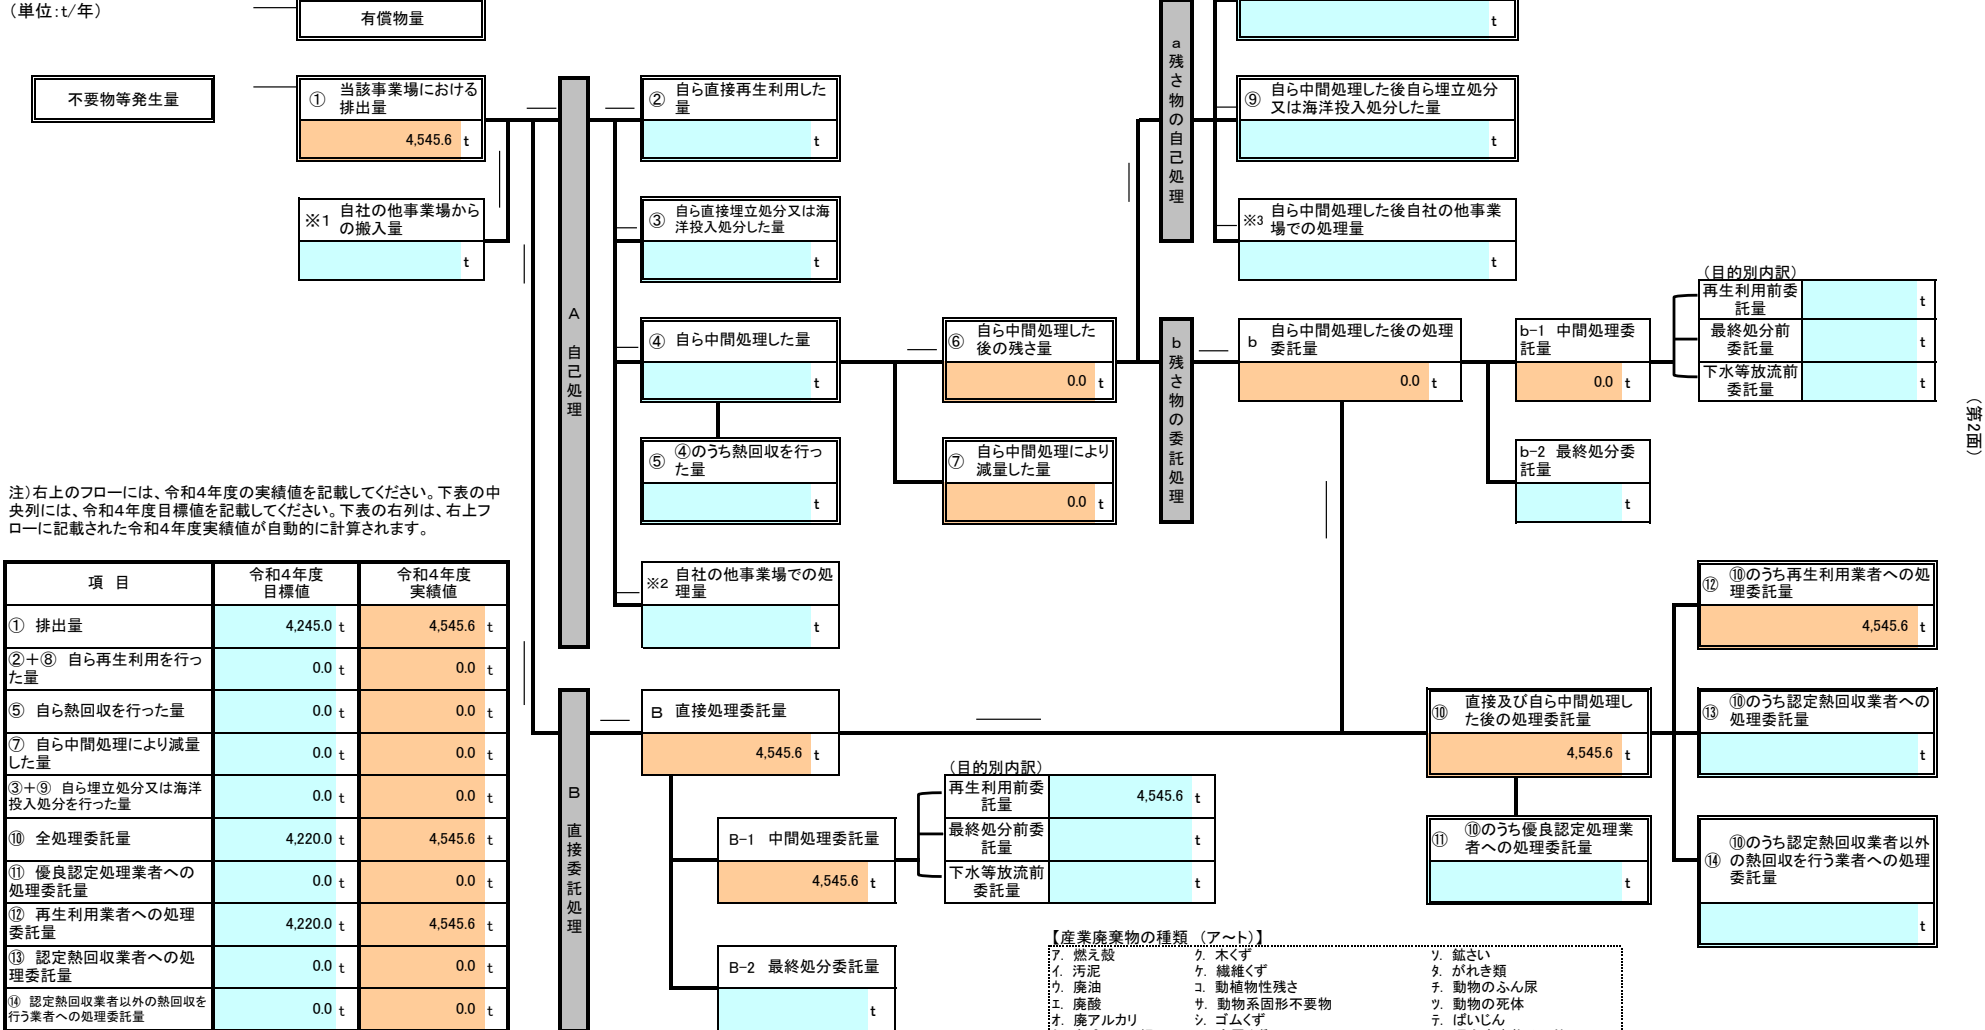 （単位:t/年）
有償物量
t
不要物等発生量
① 当該事業場における
排出量
4,545.6 t
※1 自社の他事業場から
の搬入量
t
A 自己処理
② 自ら直接再生利用した
量
t
③ 自ら直接埋立処分又は海
洋投入処分した量
t
④ 自ら中間処理した量
t
⑤ ④のうち熱回収を行っ
た量
t
※2 自社の他事業場での処
理量
t
⑥ 自ら中間処理した
後の残さ量
0.0 t
⑦ 自ら中間処理により
減量した量
0.0 t
a 残さ物の自己処理
⑨ 自ら中間処理した後自ら埋立処分
又は海洋投入処分した量
t
※3 自ら中間処理した後自社の他事業
場での処理量
t
b 残さ物の委託処理
b 自ら中間処理した後の処理
委託量
0.0 t
b-1 中間処理委
託量
0.0 t
b-2 最終処分委
託量
t
（目的別内訳）
再生利用前委
託量
t
最終処分前
委託量
t
下水等放流前
委託量
t
（第2面）
注）右上のフローには、令和４年度の実績値を記載してください。下表の中
央列には、令和４年度目標値を記載してください。下表の右列は、右上フ
ローに記載された令和４年度実績値が自動的に計算されます。
項 目
令和４年度
目標値
令和４年度
実績値
① 排出量 4,245.0 t 4,545.6 t
②＋⑧ 自ら再生利用を行っ
た量 0.0 t 0.0 t
⑤ 自ら熱回収を行った量 0.0 t 0.0 t
⑦ 自ら中間処理により減量
した量 0.0 t 0.0 t
③＋⑨ 自ら埋立処分又は海洋
投入処分を行った量 0.0 t 0.0 t
⑩ 全処理委託量 4,220.0 t 4,545.6 t
⑪ 優良認定処理業者への
処理委託量 0.0 t 0.0 t
⑫ 再生利用業者への処理
委託量 4,220.0 t 4,545.6 t
⑬ 認定熱回収業者への処
理委託量 0.0 t 0.0 t
⑭ 認定熱回収業者以外の熱回収を
行う業者への処理委託量 0.0 t 0.0 t
B 直接委託処理
B 直接処理委託量
4,545.6 t
B-1 中間処理委託量
4,545.6 t
B-2 最終処分委託量
t
（目的別内訳）
再生利用前委
託量
4,545.6 t
最終処分前委
託量
t
下水等放流前
委託量
t
⑩ 直接及び自ら中間処理し
た後の処理委託量
4,545.6 t
⑪ ⑩のうち優良認定処理業
者への処理委託量
t
⑫ ⑩のうち再生利用業者への処
理委託量
4,545.6 t
⑬ ⑩のうち認定熱回収業者への
処理委託量
t
⑭ ⑩のうち認定熱回収業者以外
の熱回収を行う業者への処理
委託量
t
【産業廃棄物の種類 （ア～ト）】
ア. 燃え殻 ク. 木くず ソ. 鉱さい
イ. 汚泥 ケ. 繊維くず タ. がれき類
ウ. 廃油 コ. 動植物性残さ チ. 動物のふん尿
エ. 廃酸 サ. 動物系固形不要物 ツ. 動物の死体
オ. 廃アルカリ シ. ゴムくず テ. ばいじん